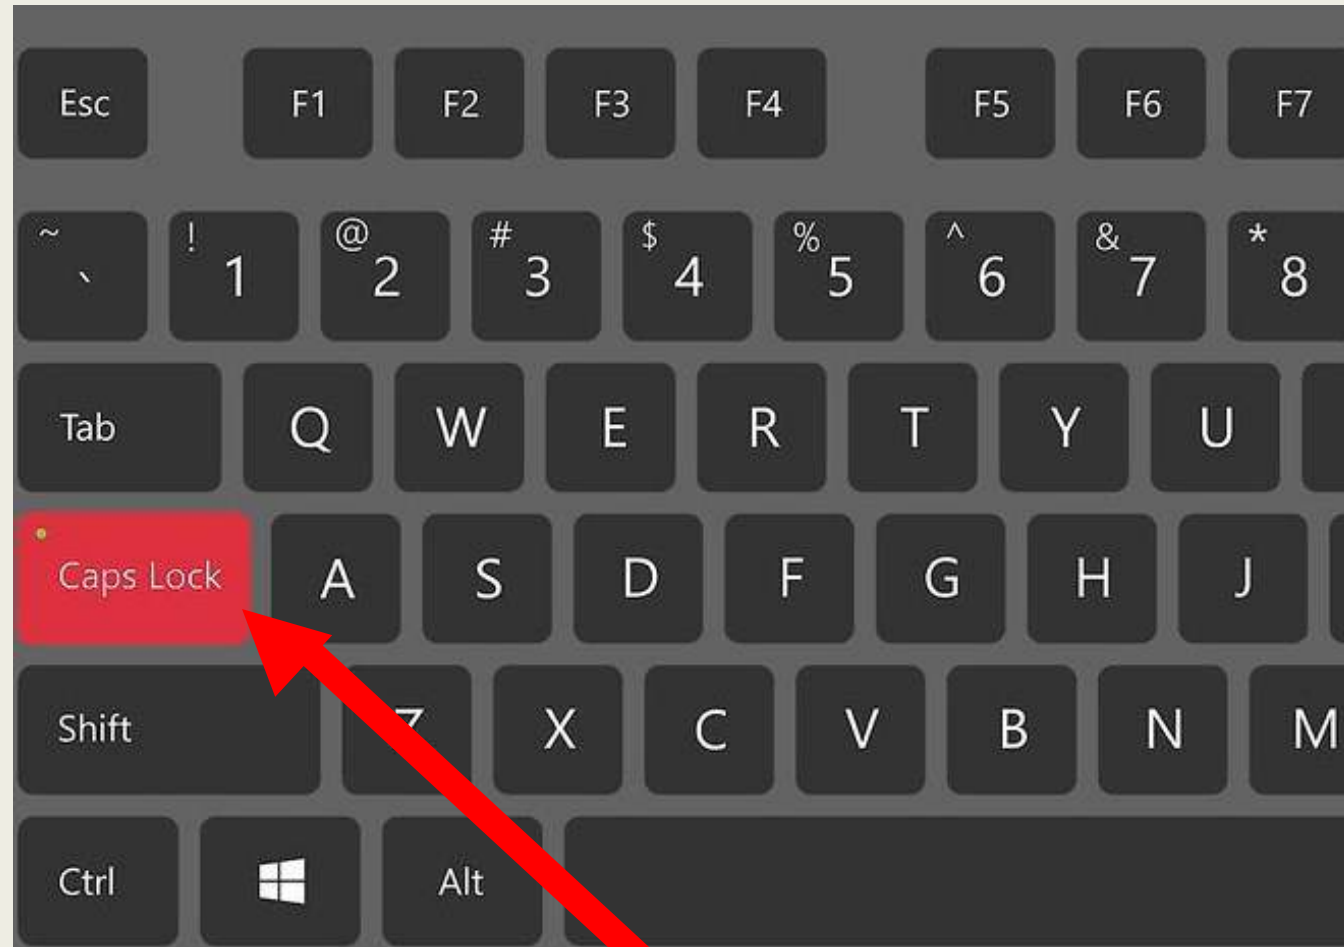 Esc F1 F2 F3 F4 F5 F6 F7
~ ` ! 1 @ 2 # 3 $ 4 % 5 ^ 6 & 7 * 8
Tab Q W E R T Y U
Caps Lock A S D F G H J
Shift Z X C V B N M
Ctrl Alt